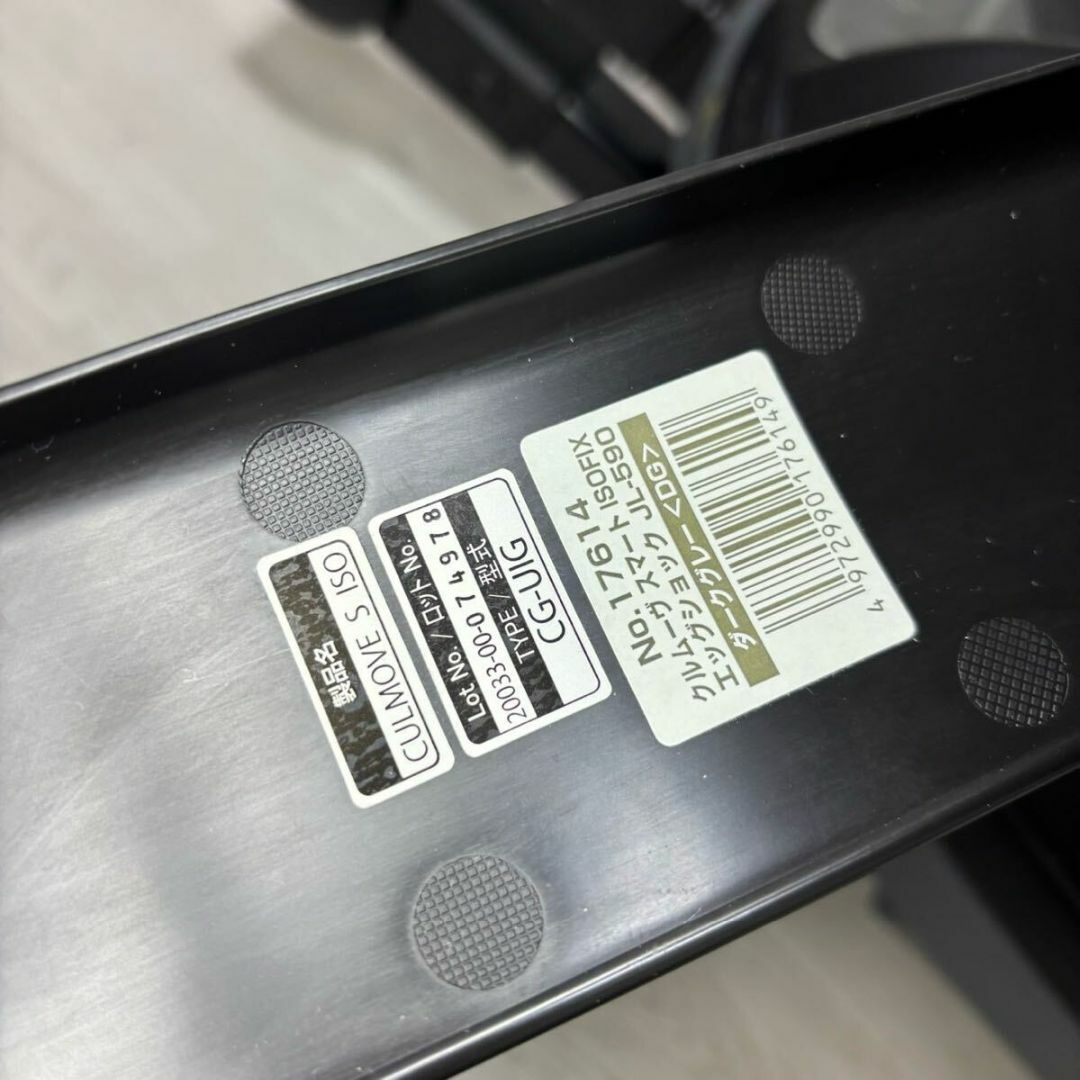 製品名
CULMOVE S ISO
Lot No. / ロット No.
20033-00-074978
TYPE / 型式
CG-UIG
NO.17614
クルムーヴ スマート ISOFIX
エッグショック JL-590
ダークグレー<DG>
4 972990 176149